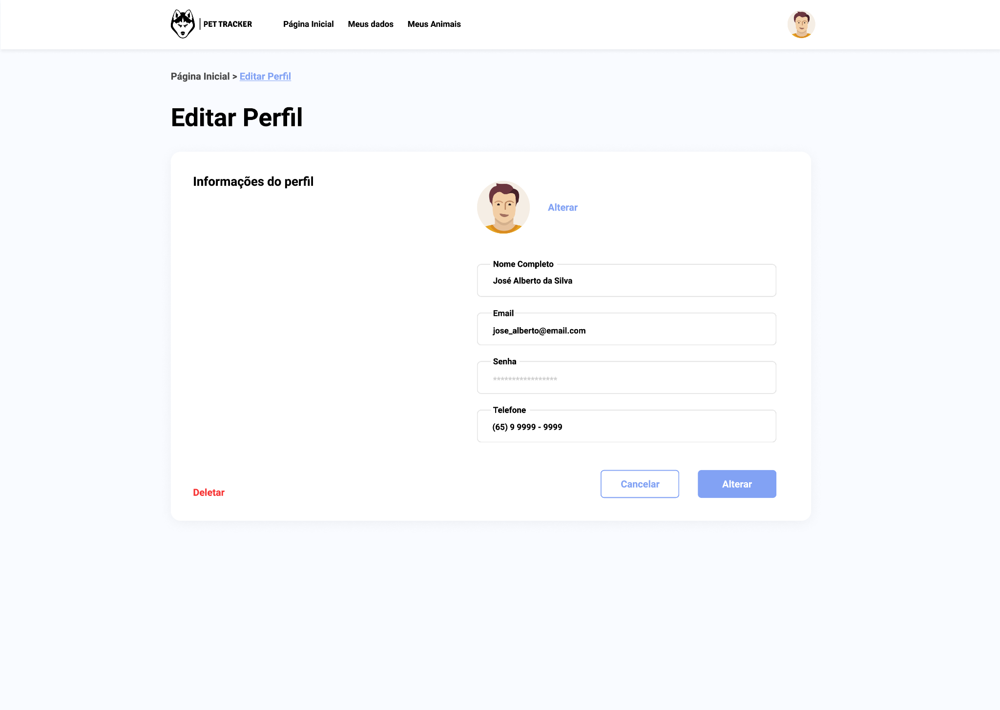 PET TRACKER
Página Inicial Meus dados Meus Animais
Página Inicial > Editar Perfil
Editar Perfil
Informações do perfil
Alterar
Nome Completo
José Alberto da Silva
Email
jose_alberto@email.com
Senha
*****************
Telefone
(65) 9 9999 - 9999
Deletar
Cancelar
Alterar